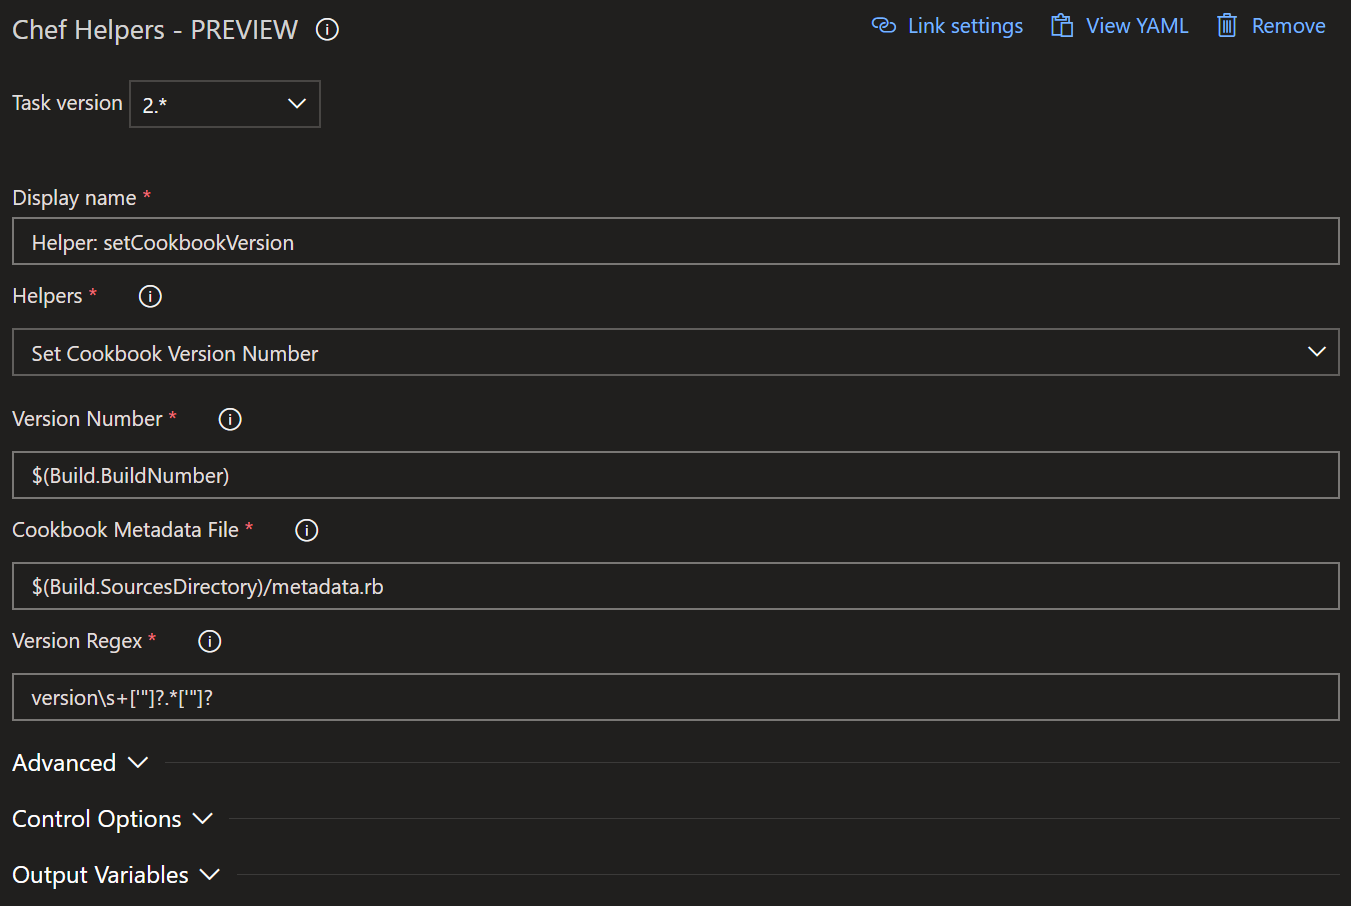 Chef Helpers - PREVIEW
Link settings
View YAML
Remove
Task version
2.*
Display name *
Helper: setCookbookVersion
Helpers *
Set Cookbook Version Number
Version Number *
$(Build.BuildNumber)
Cookbook Metadata File *
$(Build.SourcesDirectory)/metadata.rb
Version Regex *
version\s+['"]?.*['"]?
Advanced
Control Options
Output Variables